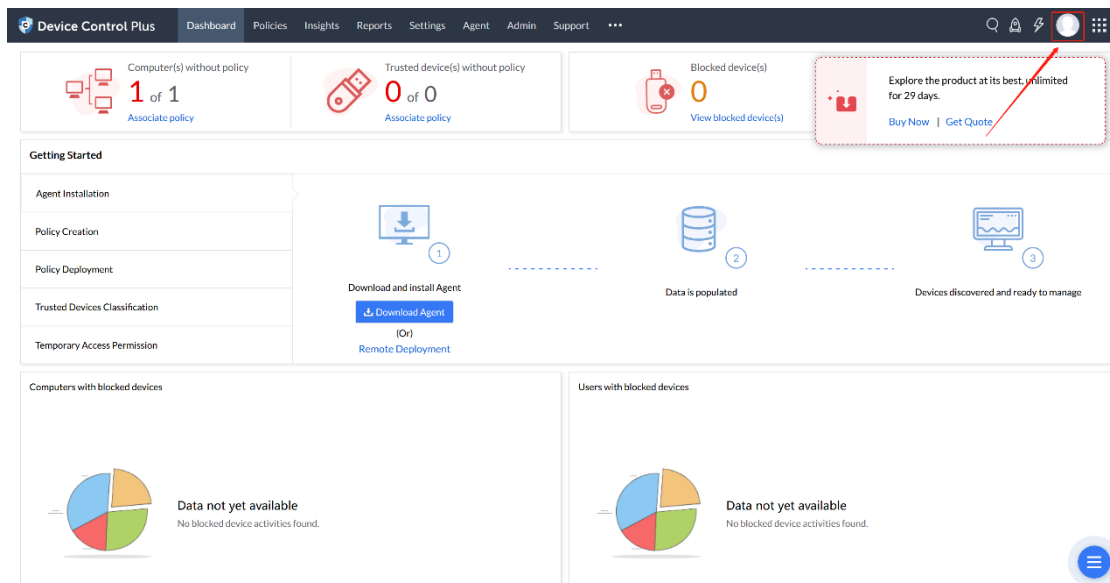 Device Control Plus Dashboard Policies Insights Reports Settings Agent Admin Support
Computer(s) without policy
1 of 1
Associate policy
Trusted device(s) without policy
0 of 0
Associate policy
Blocked device(s)
0
View blocked device(s)
Explore the product at its best, unlimited
for 29 days.
Buy Now | Get Quote
Getting Started
Agent Installation
Policy Creation
Policy Deployment
Trusted Devices Classification
Temporary Access Permission
1
Download and install Agent
Download Agent
(Or)
Remote Deployment
2
Data is populated
3
Devices discovered and ready to manage
Computers with blocked devices
Data not yet available
No blocked device activities found.
Users with blocked devices
Data not yet available
No blocked device activities found.